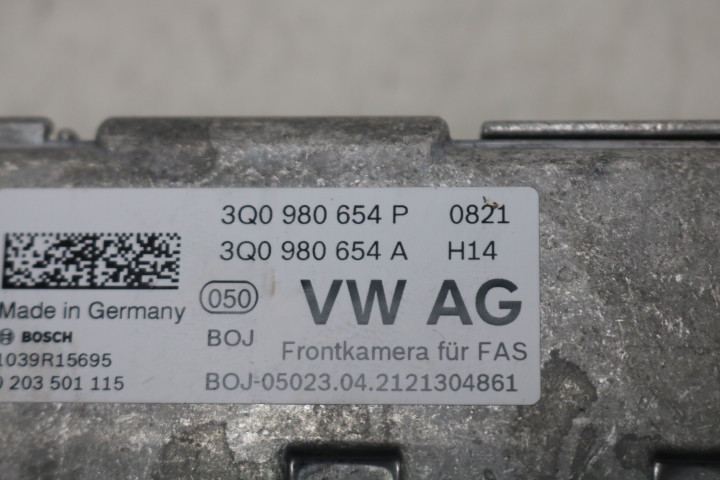 3Q0 980 654 P 0821
3Q0 980 654 A H14
Made in Germany
050 VW AG
BOSCH BOJ
1039R15695 Frontkamera für FAS
0 203 501 115 BOJ-05023.04.2121304861